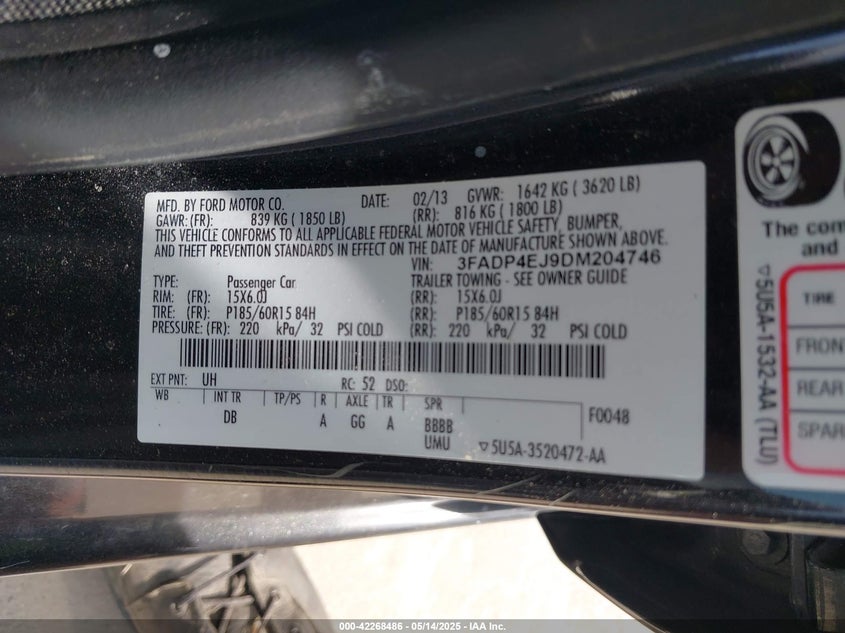 MFD. BY FORD MOTOR CO. DATE: 02/13 GVWR: 1642 KG ( 3620 LB)
GAWR: (FR): 839 KG ( 1850 LB) (RR): 816 KG ( 1800 LB)
THIS VEHICLE CONFORMS TO ALL APPLICABLE FEDERAL MOTOR VEHICLE SAFETY, BUMPER,
AND THEFT PREVENTION STANDARDS IN EFFECT ON THE DATE OF MANUFACTURE SHOWN ABOVE.
VIN: 3FADP4EJ9DM204746
TYPE: Passenger Car TRAILER TOWING - SEE OWNER GUIDE
RIM: (FR): 15X6.0J (RR): 15X6.0J
TIRE: (FR): P185/60R15 84H (RR): P185/60R15 84H
PRESSURE: (FR): 220 kPa/ 32 PSI COLD (RR): 220 kPa/ 32 PSI COLD
EXT PNT: UH RC: 52 DSO:
WB INT TR TP/PS R AXLE TR SPR
DB A GG A BBBB F0048
UMU ▽5U5A-3520472-AA
The com
and
▽5U5A-1532-AA (TLU)
TIRE
FRONT
REAR
SPAR
000-42268486 - 05/14/2025 - IAA Inc.